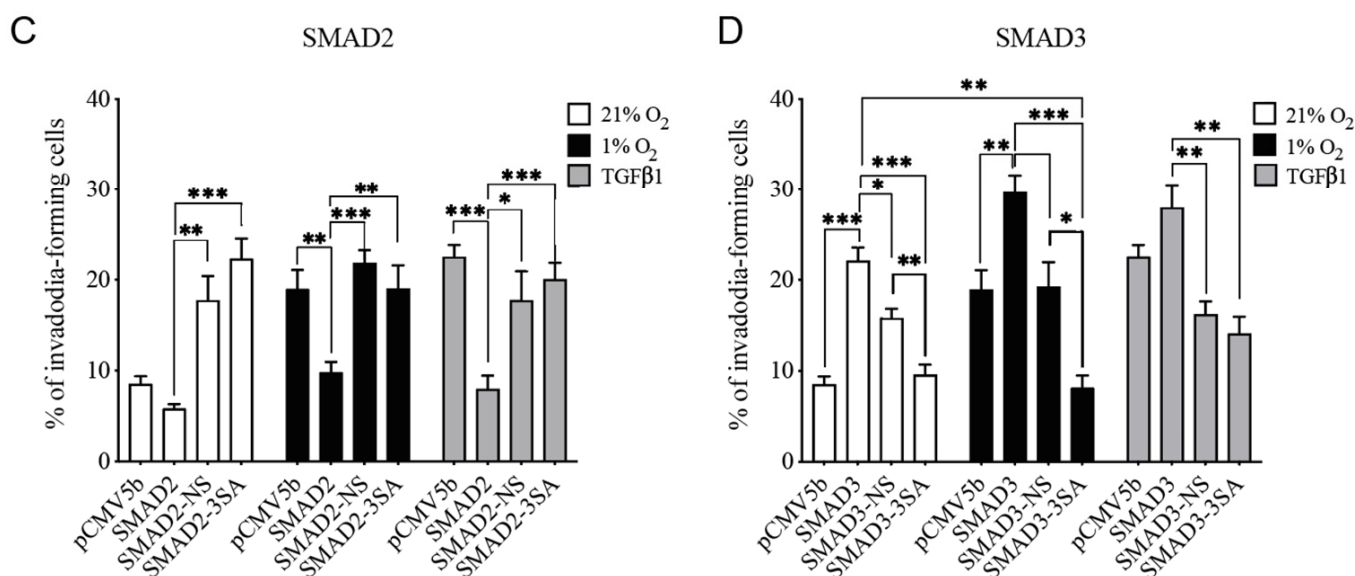 C
SMAD2
% of invadodia-forming cells
40
30
20
10
0
21% O2
1% O2
TGFβ1
***
**
**
***
**
***
*
***
pCMV5b
SMAD2
SMAD2-NS
SMAD2-3SA
pCMV5b
SMAD2
SMAD2-NS
SMAD2-3SA
pCMV5b
SMAD2
SMAD2-NS
SMAD2-3SA
D
SMAD3
% of invadodia-forming cells
40
30
20
10
0
21% O2
1% O2
TGFβ1
**
***
**
***
*
***
**
*
**
**
pCMV5b
SMAD3
SMAD3-NS
SMAD3-3SA
pCMV5b
SMAD3
SMAD3-NS
SMAD3-3SA
pCMV5b
SMAD3
SMAD3-NS
SMAD3-3SA